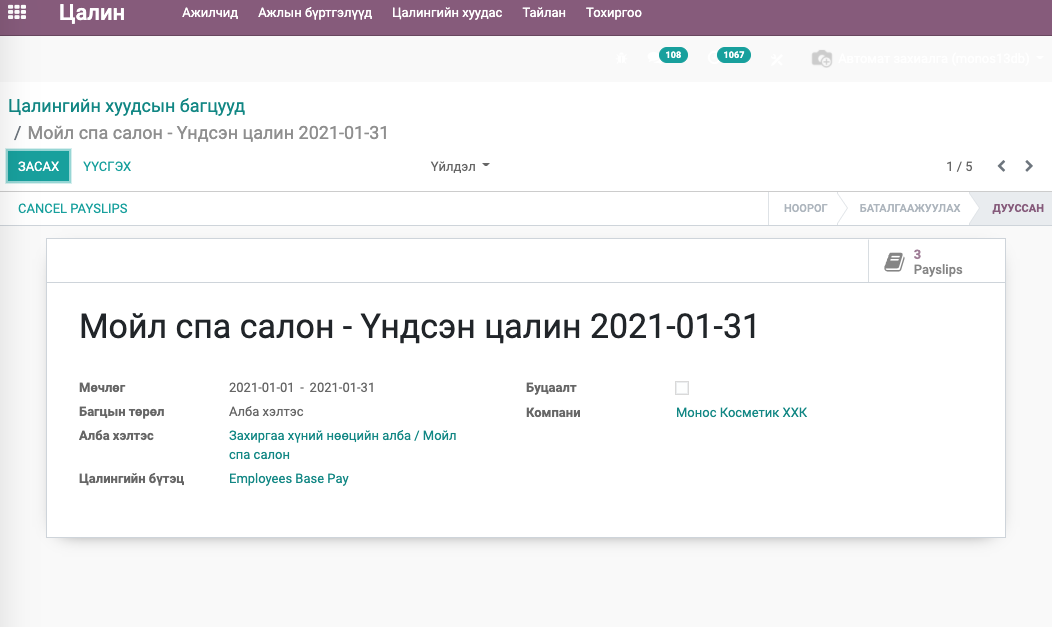 Цалин Ажилчид Ажлын бүртгэлүүд Цалингийн хуудас Тайлан Тохиргоо
108 1067
Цалингийн хуудсын багцууд
/ Мойл спа салон - Үндсэн цалин 2021-01-31
ЗАСАХ ҮҮСГЭХ Үйлдэл 1 / 5
CANCEL PAYSLIPS НООРОГ БАТАЛГААЖУУЛАХ ДУУССАН
3
Payslips
Мойл спа салон - Үндсэн цалин 2021-01-31
Мөчлөг 2021-01-01 - 2021-01-31 Буцаалт
Багцын төрөл Алба хэлтэс Компани Монос Косметик ХХК
Алба хэлтэс Захиргаа хүний нөөцийн алба / Мойл
спа салон
Цалингийн бүтэц Employees Base Pay